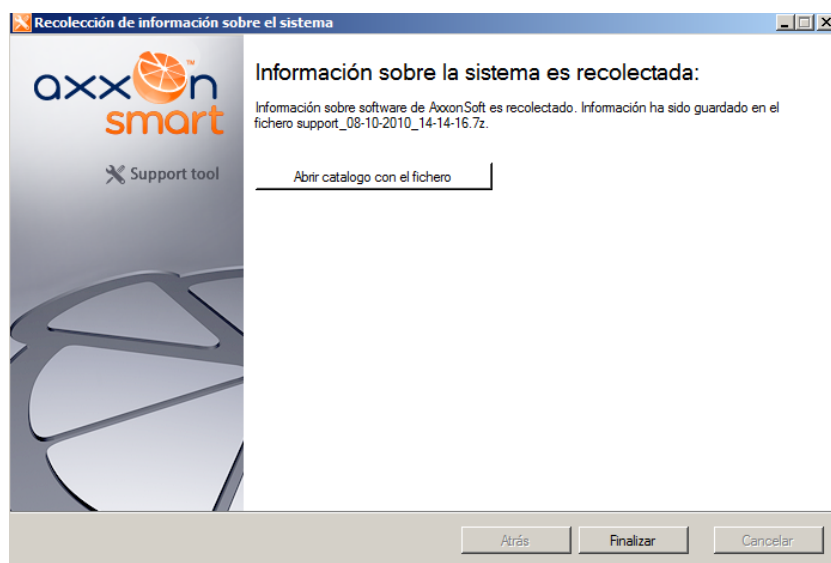 Recolección de información sobre el sistema
axxon
™
smart
Support tool
Información sobre la sistema es recolectada:
Información sobre software de AxxonSoft es recolectado. Información ha sido guardado en el
fichero support_08-10-2010_14-14-16.7z.
Abrir catalogo con el fichero
Atrás
Finalizar
Cancelar